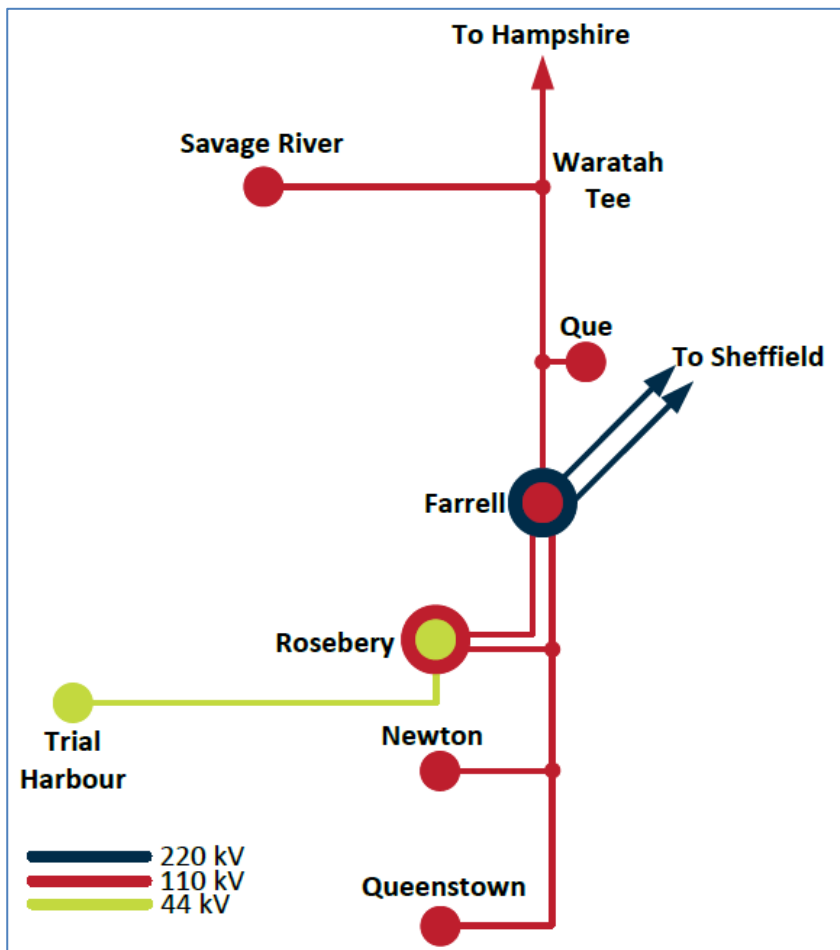 To Hampshire
Savage River
Waratah
Tee
Que
To Sheffield
Farrell
Rosebery
Trial
Harbour
Newton
Queenstown
220 kV
110 kV
44 kV